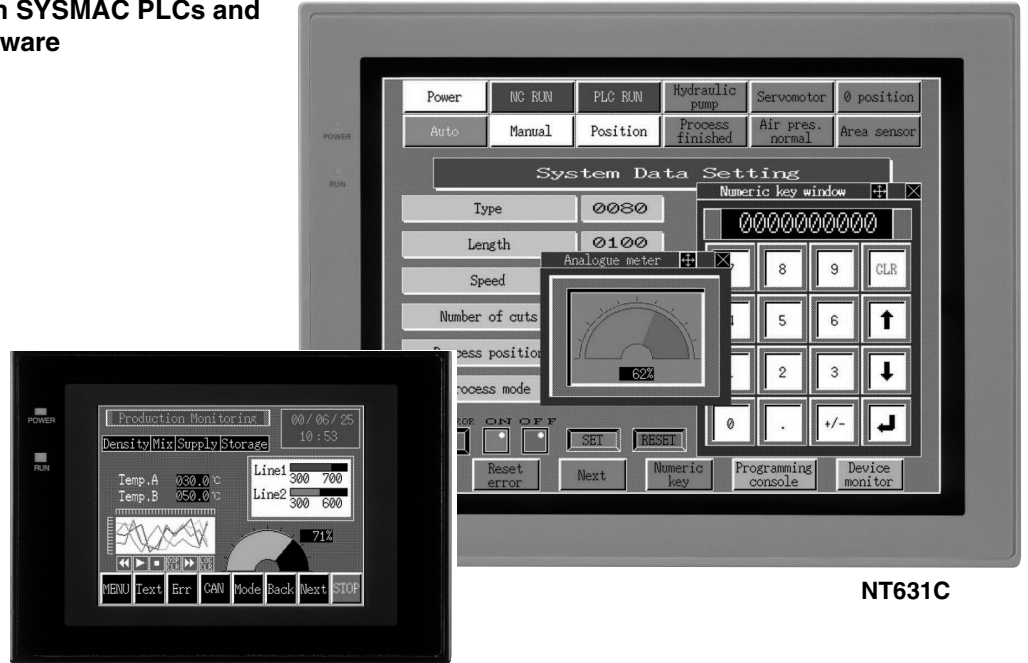 SYSMAC PLCs and
POWER
RUN
Power NC RUN PLC RUN Hydraulic pump Servomotor 0 position
Auto Manual Position Process finished Air pres. normal Area sensor
System Data Setting
Type 0080
Length 0100
Speed
Number of cuts
position
mode
Numeric key window
0000000000
8 9 CLR
5 6
2 3
0 . +/-
Analogue meter
62%
ON OFF
SET RESET
Reset error Next Numeric key Programming console Device monitor
NT631C
POWER
RUN
Production Monitoring 00/06/25
10:53
Density Mix Supply Storage
Temp.A 030.0°C
Temp.B 050.0°C
Line1
300 700
Line2
300 600
71%
MENU Text Err CAN Mode Back Next STOP